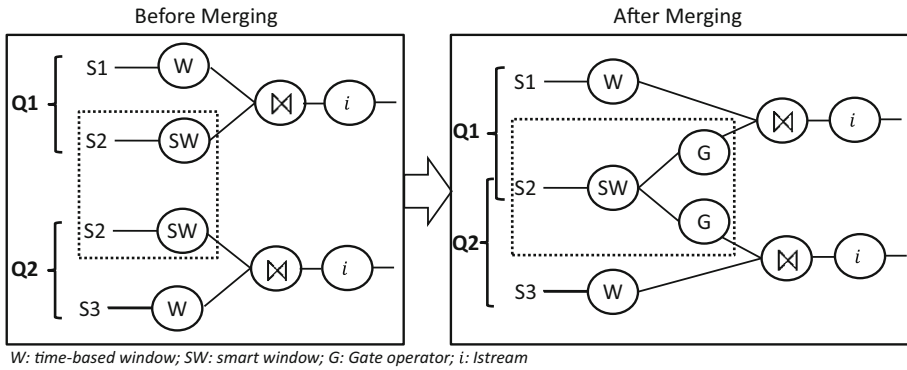 Before Merging
After Merging
S1 W
Q1
⋈ i
S2 SW
S2 SW
Q2
⋈ i
S3 W
S1 W
Q1
⋈ i
G
S2 SW
G
Q2
⋈ i
S3 W
W: time-based window; SW: smart window; G: Gate operator; i: Istream